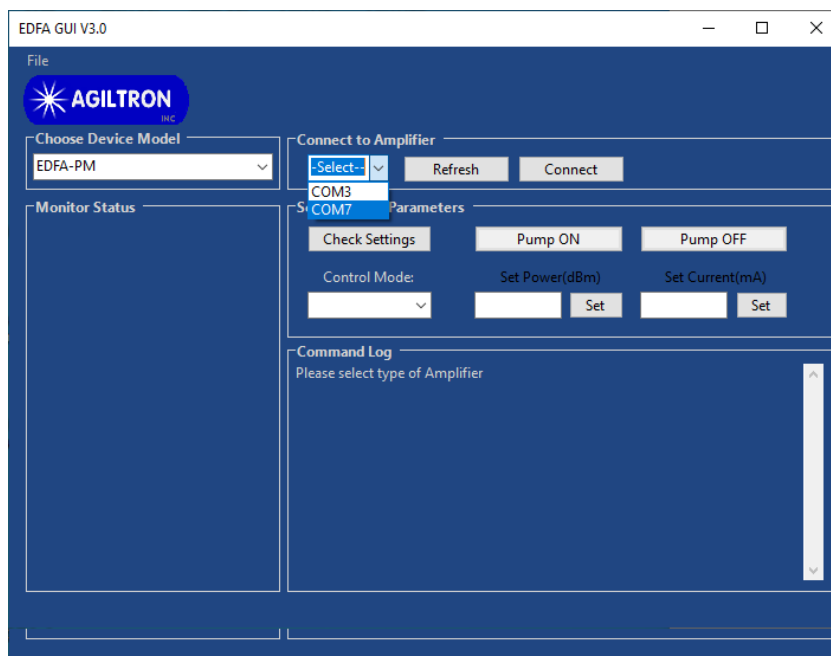 EDFA GUI V3.0
File
AGILTRON
INC
Choose Device Model
EDFA-PM
Connect to Amplifier
-Select--
Refresh
Connect
COM3
COM7
Monitor Status
Parameters
Check Settings
Pump ON
Pump OFF
Control Mode:
Set Power(dBm)
Set Current(mA)
Set
Set
Command Log
Please select type of Amplifier